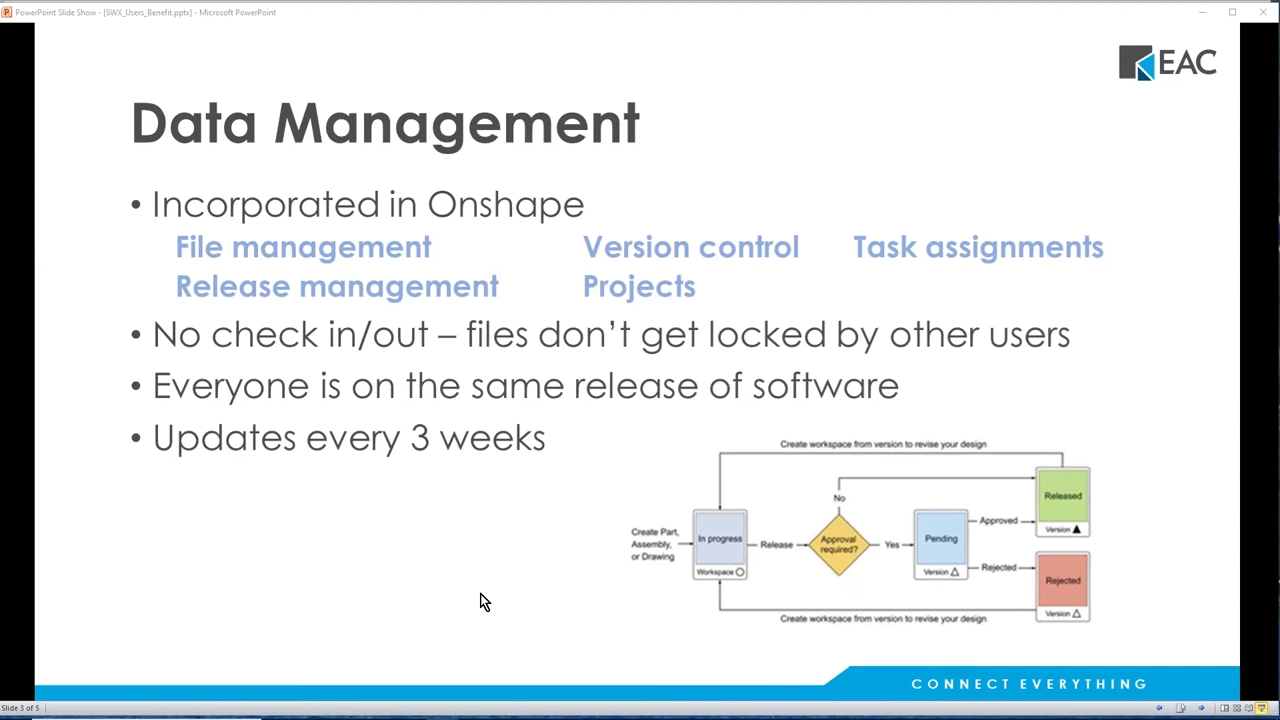 PowerPoint Slide Show - [SWX_Users_Benefit.pptx] - Microsoft PowerPoint
EAC
Data Management
• Incorporated in Onshape
File management Version control Task assignments
Release management Projects
• No check in/out – files don’t get locked by other users
• Everyone is on the same release of software
• Updates every 3 weeks
Create workspace from version to revise your design
No
Released
Version
Create Part,
Assembly,
or Drawing
In progress
Workspace
Release
Approval
required?
Yes
Pending
Version
Approved
Rejected
Rejected
Version
Create workspace from version to revise your design
CONNECT EVERYTHING
Slide 3 of 5